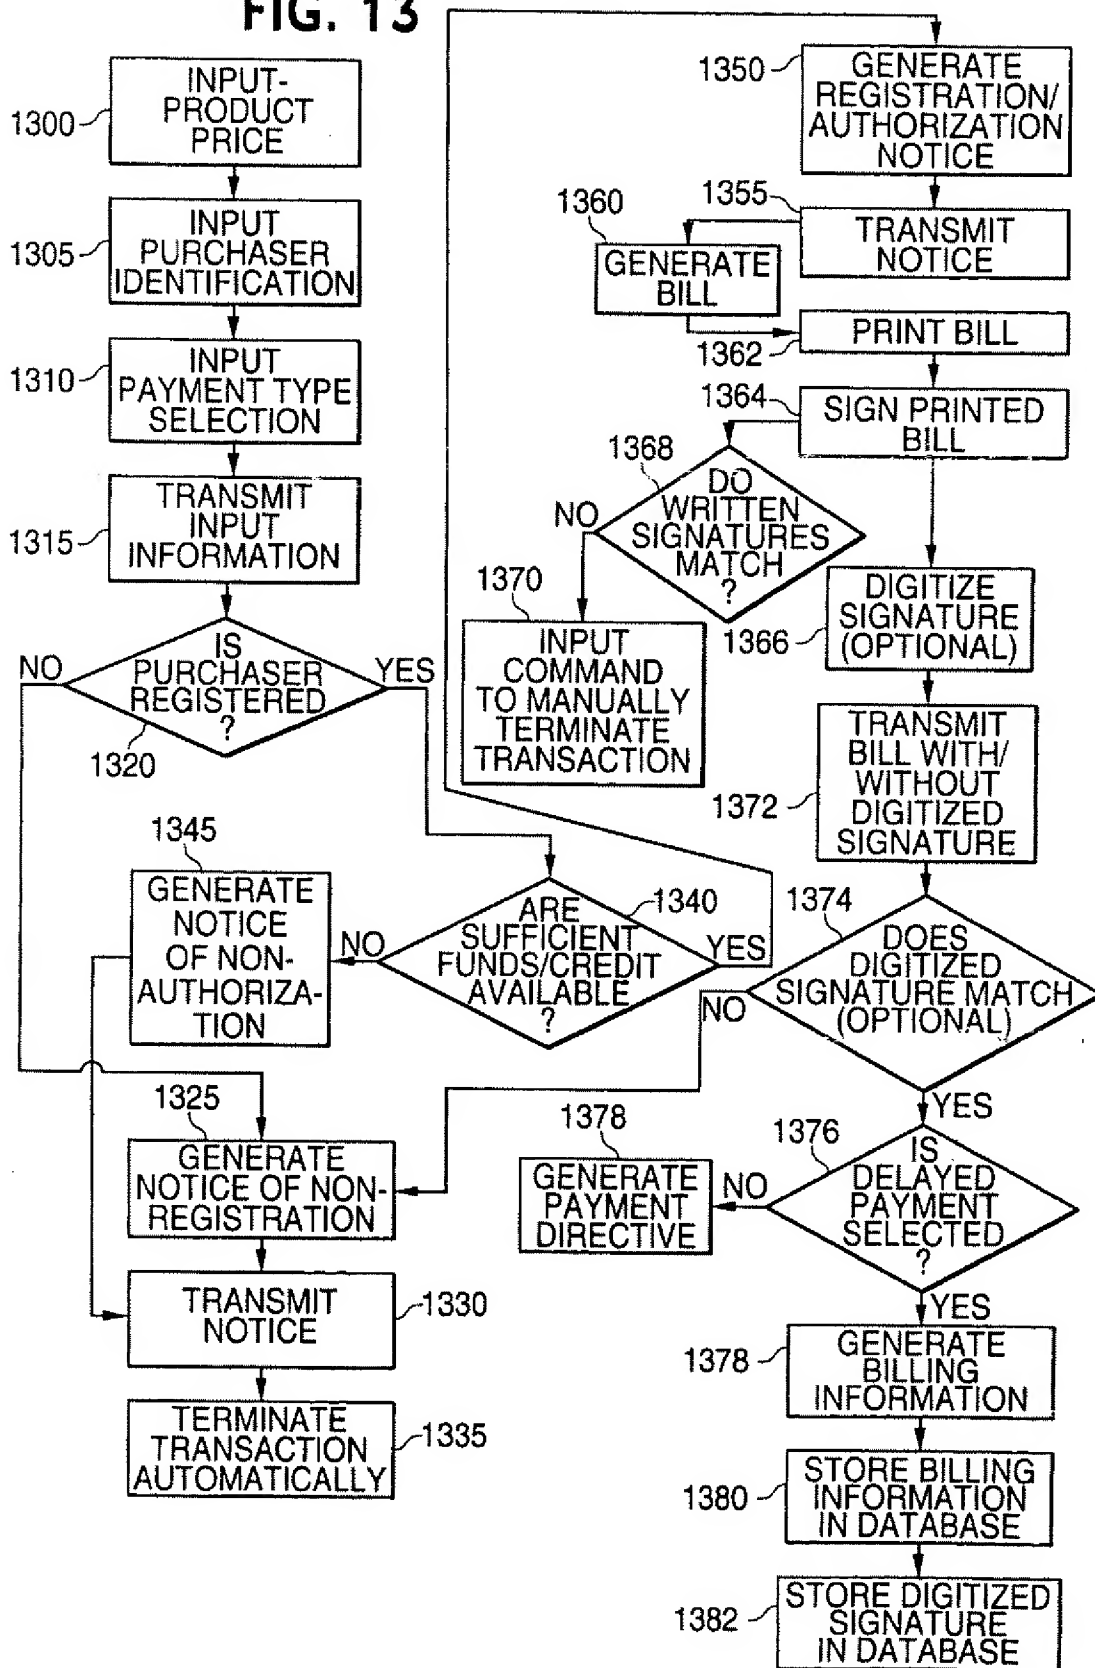 FIG. 13
1300
INPUT-
PRODUCT
PRICE
1305
INPUT
PURCHASER
IDENTIFICATION
1310
INPUT
PAYMENT TYPE
SELECTION
1315
TRANSMIT
INPUT
INFORMATION
NO
IS
PURCHASER
REGISTERED
?
YES
1320
1345
GENERATE
NOTICE
OF NON-
AUTHORIZA-
TION
NO
ARE
SUFFICIENT
FUNDS/CREDIT
AVAILABLE
?
1340
YES
1325
GENERATE
NOTICE OF NON-
REGISTRATION
TRANSMIT
NOTICE
1330
TERMINATE
TRANSACTION
AUTOMATICALLY
1335
1350
GENERATE
REGISTRATION/
AUTHORIZATION
NOTICE
1355
TRANSMIT
NOTICE
1360
GENERATE
BILL
PRINT BILL
1362
1364
SIGN PRINTED
BILL
1368
DO
WRITTEN
SIGNATURES
MATCH
?
NO
1370
INPUT
COMMAND
TO MANUALLY
TERMINATE
TRANSACTION
DIGITIZE
SIGNATURE
(OPTIONAL)
1366
TRANSMIT
BILL WITH/
WITHOUT
DIGITIZED
SIGNATURE
1372
1374
DOES
DIGITIZED
SIGNATURE MATCH
(OPTIONAL)
NO
YES
1376
IS
DELAYED
PAYMENT
SELECTED
?
NO
1378
GENERATE
PAYMENT
DIRECTIVE
YES
1378
GENERATE
BILLING
INFORMATION
1380
STORE BILLING
INFORMATION
IN DATABASE
1382
STORE DIGITIZED
SIGNATURE
IN DATABASE